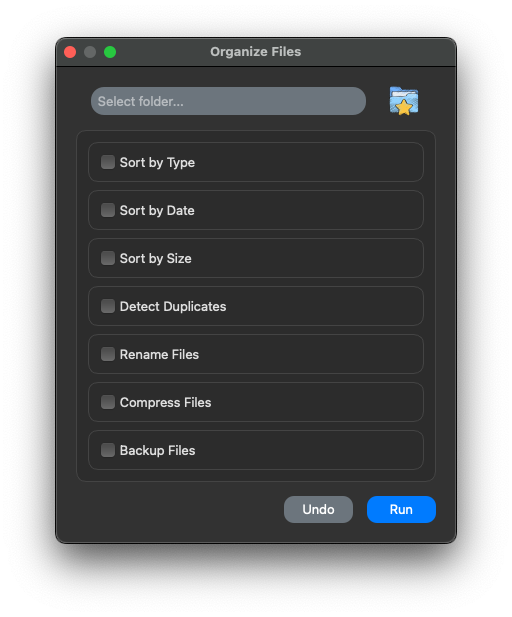 Organize Files
Select folder...
Sort by Type
Sort by Date
Sort by Size
Detect Duplicates
Rename Files
Compress Files
Backup Files
Undo Run